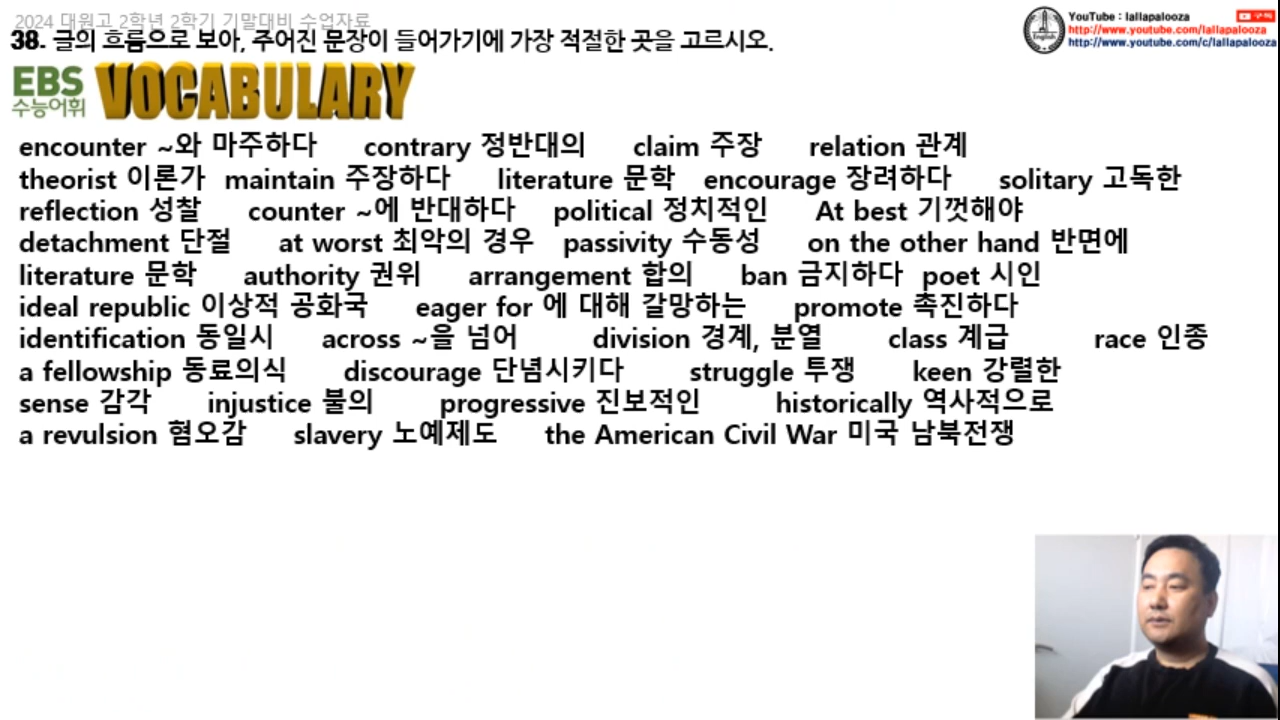 2024 대원고 2학년 2학기 기말대비 수업자료
38. 글의 흐름으로 보아, 주어진 문장이 들어가기에 가장 적절한 곳을 고르시오.
YouTube : lallapalooza
http://www.youtube.com/lallapalooza
http://www.youtube.com/c/lallapalooza
English
EBS
수능어휘
VOCABULARY
encounter ~와 마주하다 contrary 정반대의 claim 주장 relation 관계
theorist 이론가 maintain 주장하다 literature 문학 encourage 장려하다 solitary 고독한
reflection 성찰 counter ~에 반대하다 political 정치적인 At best 기껏해야
detachment 단절 at worst 최악의 경우 passivity 수동성 on the other hand 반면에
literature 문학 authority 권위 arrangement 합의 ban 금지하다 poet 시인
ideal republic 이상적 공화국 eager for 에 대해 갈망하는 promote 촉진하다
identification 동일시 across ~을 넘어 division 경계, 분열 class 계급 race 인종
a fellowship 동료의식 discourage 단념시키다 struggle 투쟁 keen 강렬한
sense 감각 injustice 불의 progressive 진보적인 historically 역사적으로
a revulsion 혐오감 slavery 노예제도 the American Civil War 미국 남북전쟁